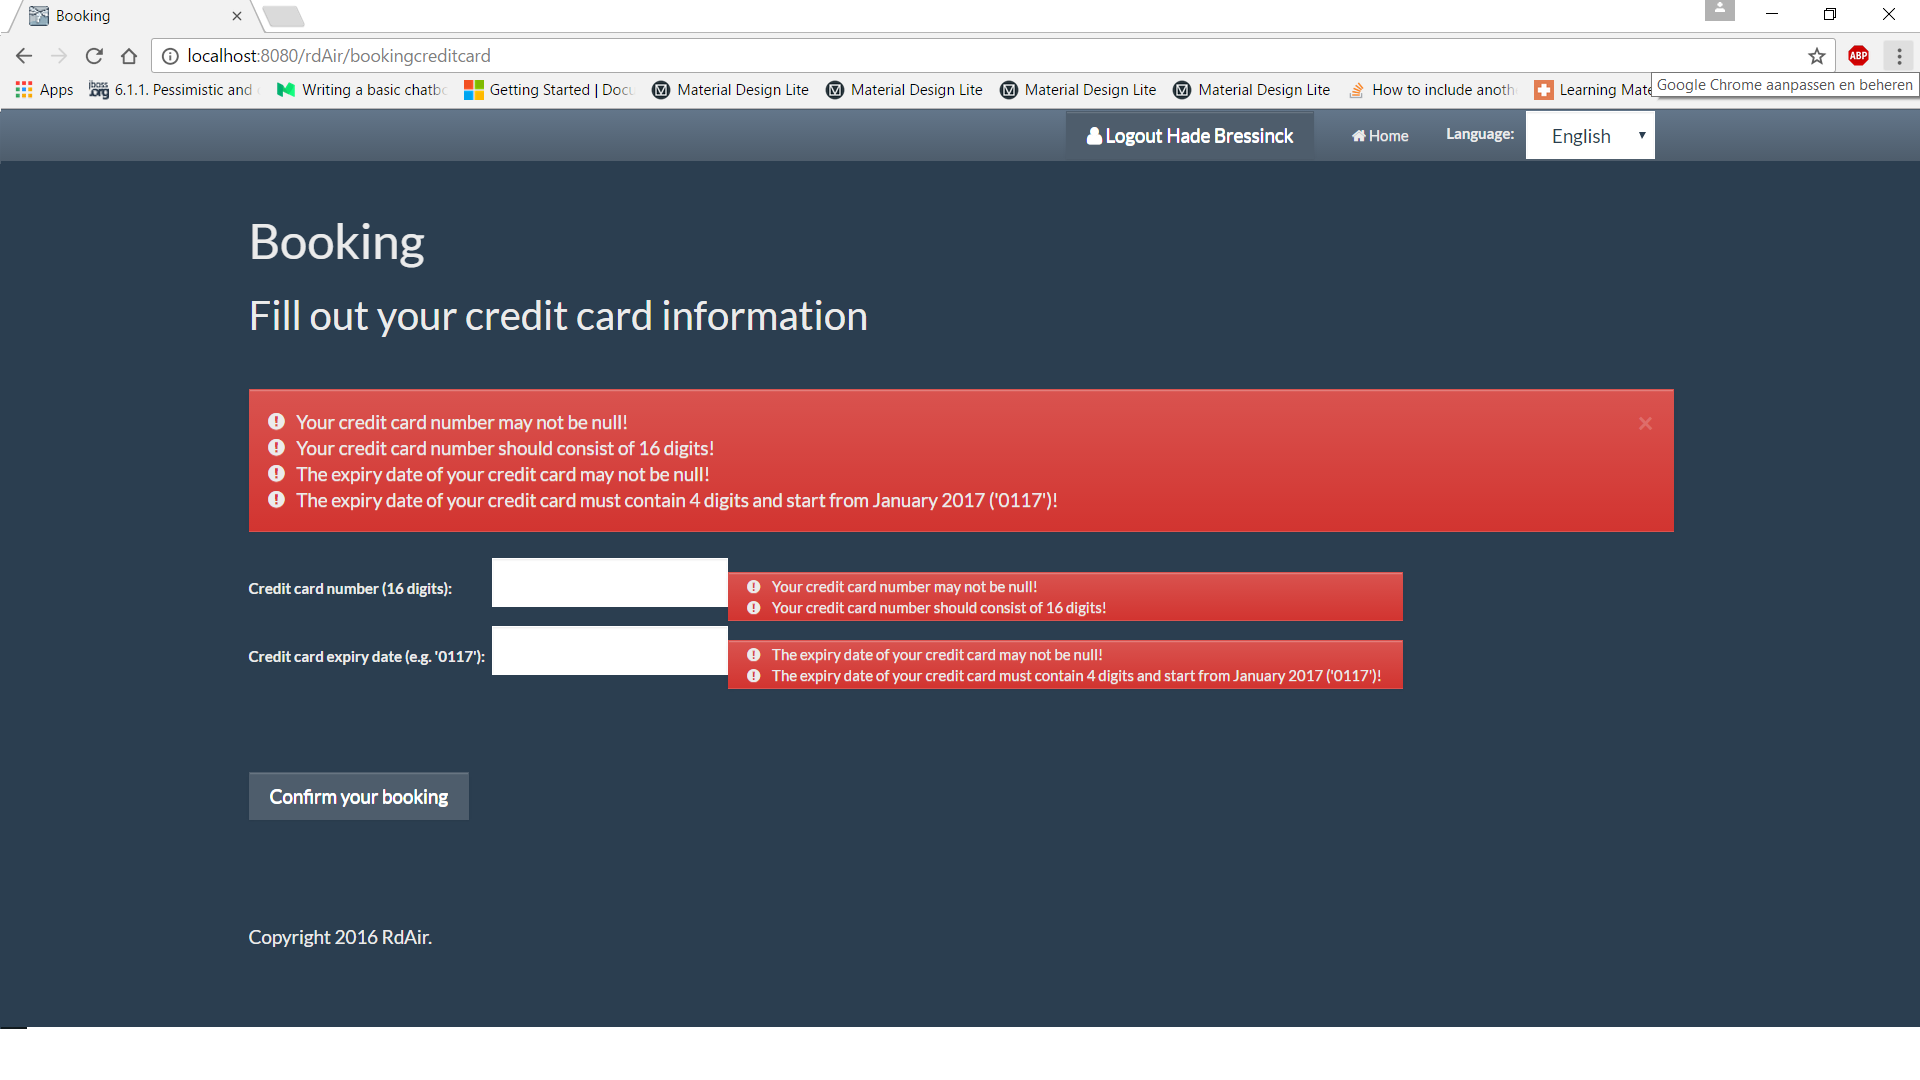 Booking
localhost:8080/rdAir/bookingcreditcard
ABP
Apps
jboss.org 6.1.1. Pessimistic and
Writing a basic chatbo
Getting Started | Docu
Material Design Lite
Material Design Lite
Material Design Lite
Material Design Lite
How to include anoth
Learning Mate
Google Chrome aanpassen en beheren
Logout Hade Bressinck
Home
Language:
English
Booking
Fill out your credit card information
Your credit card number may not be null!
Your credit card number should consist of 16 digits!
The expiry date of your credit card may not be null!
The expiry date of your credit card must contain 4 digits and start from January 2017 ('0117')!
Credit card number (16 digits):
Your credit card number may not be null!
Your credit card number should consist of 16 digits!
Credit card expiry date (e.g. '0117'):
The expiry date of your credit card may not be null!
The expiry date of your credit card must contain 4 digits and start from January 2017 ('0117')!
Confirm your booking
Copyright 2016 RdAir.